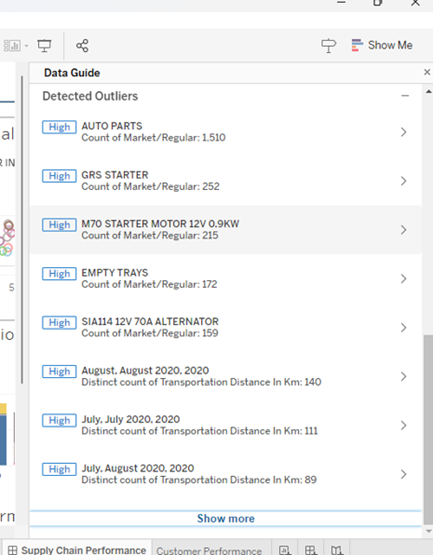 Show Me
Data Guide
Detected Outliers
High AUTO PARTS
Count of Market/Regular: 1,510
High GRS STARTER
Count of Market/Regular: 252
High M70 STARTER MOTOR 12V 0.9KW
Count of Market/Regular: 215
High EMPTY TRAYS
Count of Market/Regular: 172
High SIA114 12V 70A ALTERNATOR
Count of Market/Regular: 159
High August, August 2020, 2020
Distinct count of Transportation Distance In Km: 140
High July, July 2020, 2020
Distinct count of Transportation Distance In Km: 111
High July, August 2020, 2020
Distinct count of Transportation Distance In Km: 89
Show more
al
R IN
5
io
rn
Supply Chain Performance Customer Performance